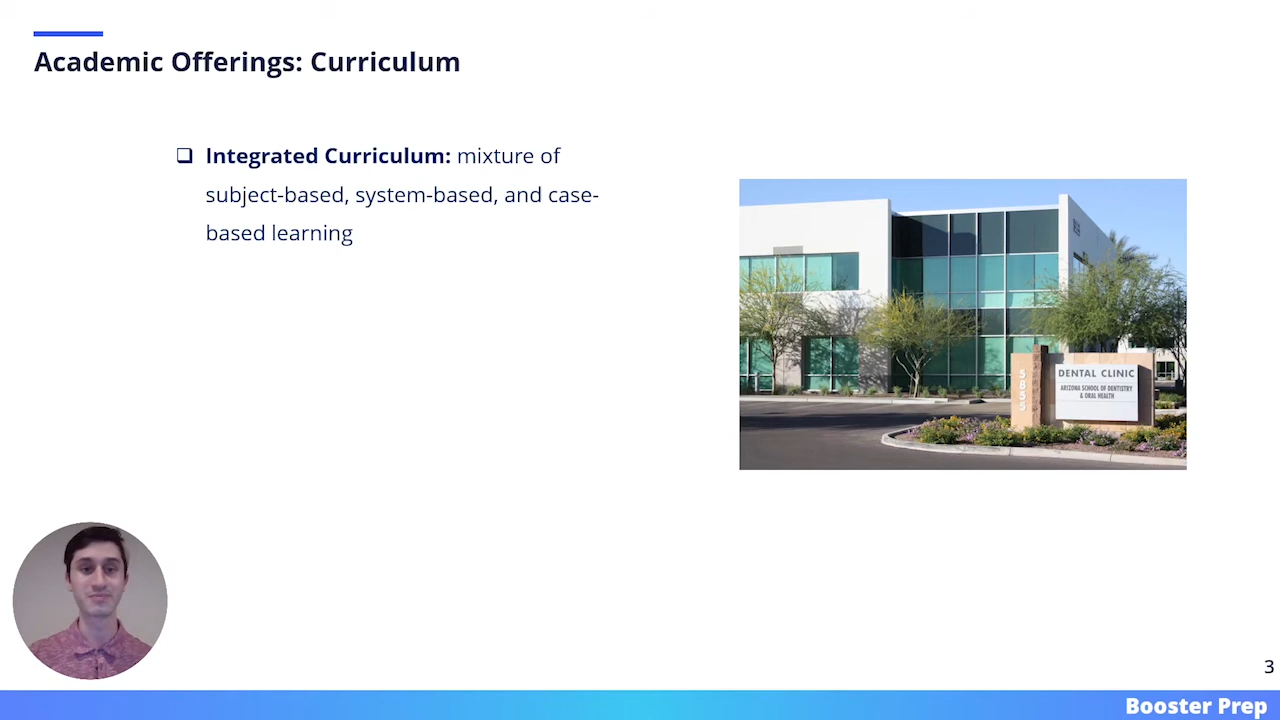 Academic Offerings: Curriculum
Integrated Curriculum: mixture of
subject-based, system-based, and case-
based learning
5855
DENTAL CLINIC
ARIZONA SCHOOL OF DENTISTRY
& ORAL HEALTH
3
Booster Prep